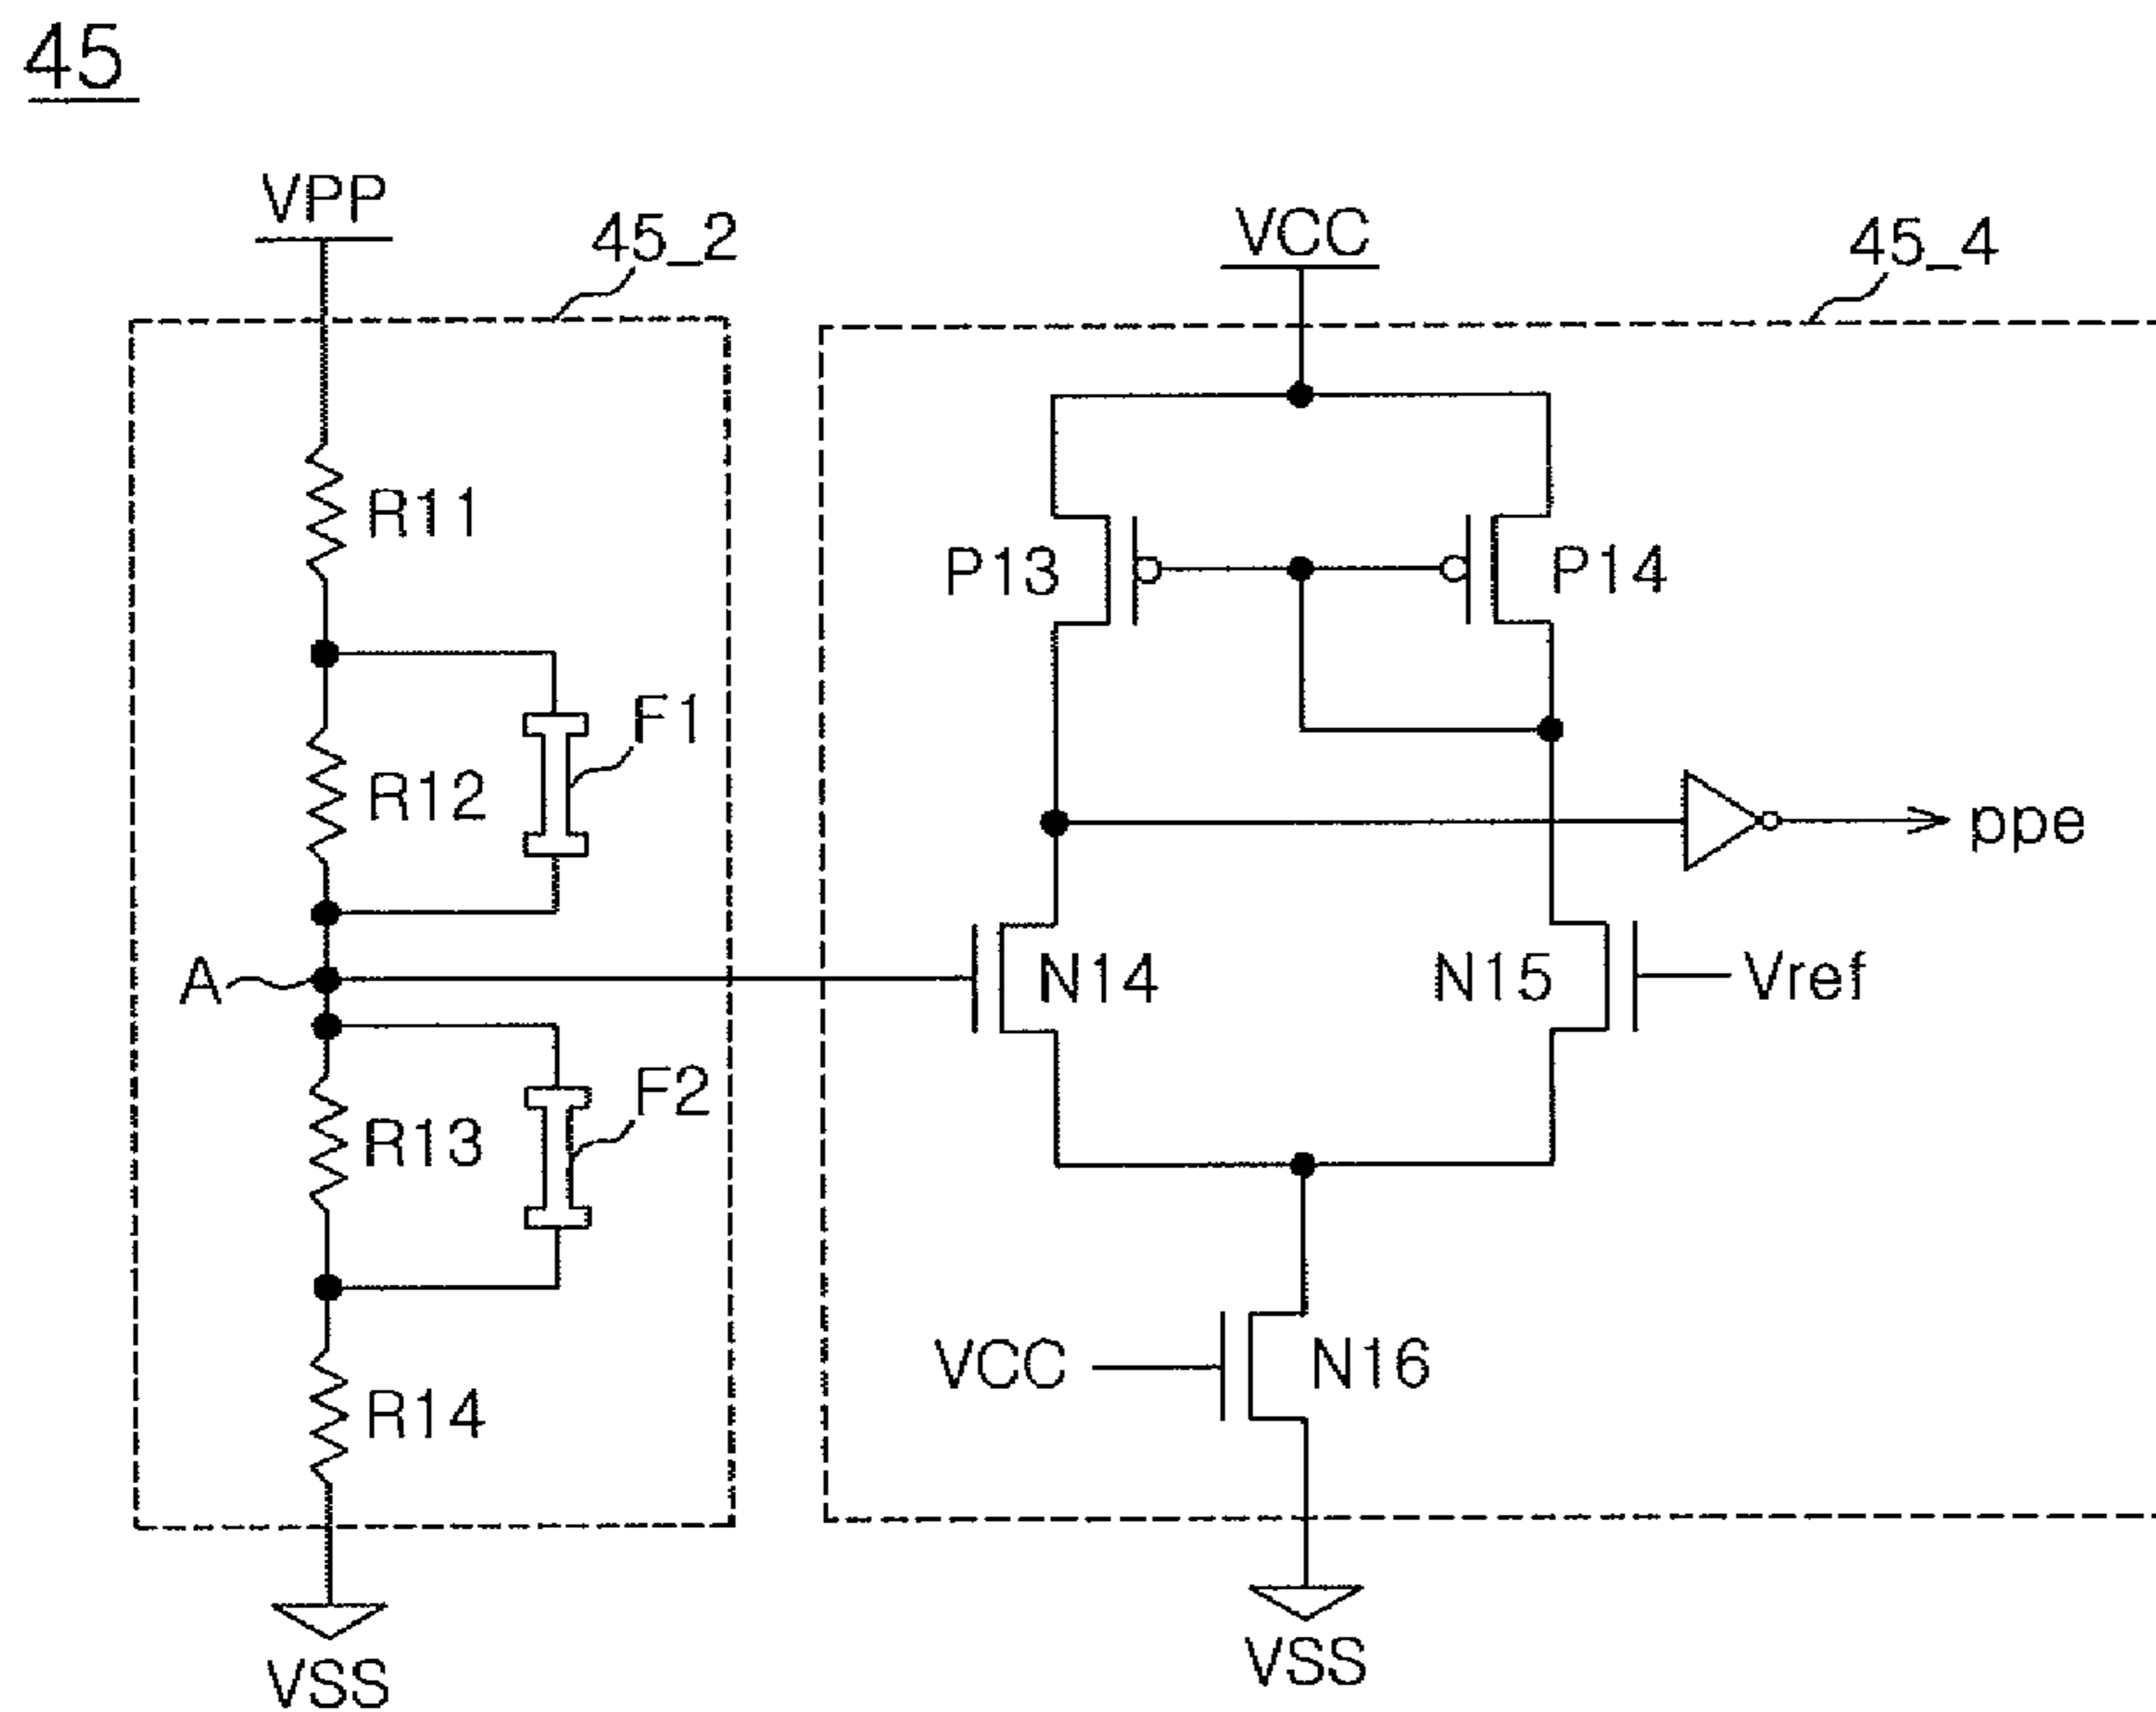 45
VPP
45_2
VCC
45_4
R11
P13
P14
F1
R12
ppe
A
N14
N15
Vref
F2
R13
VCC
N16
R14
VSS
VSS